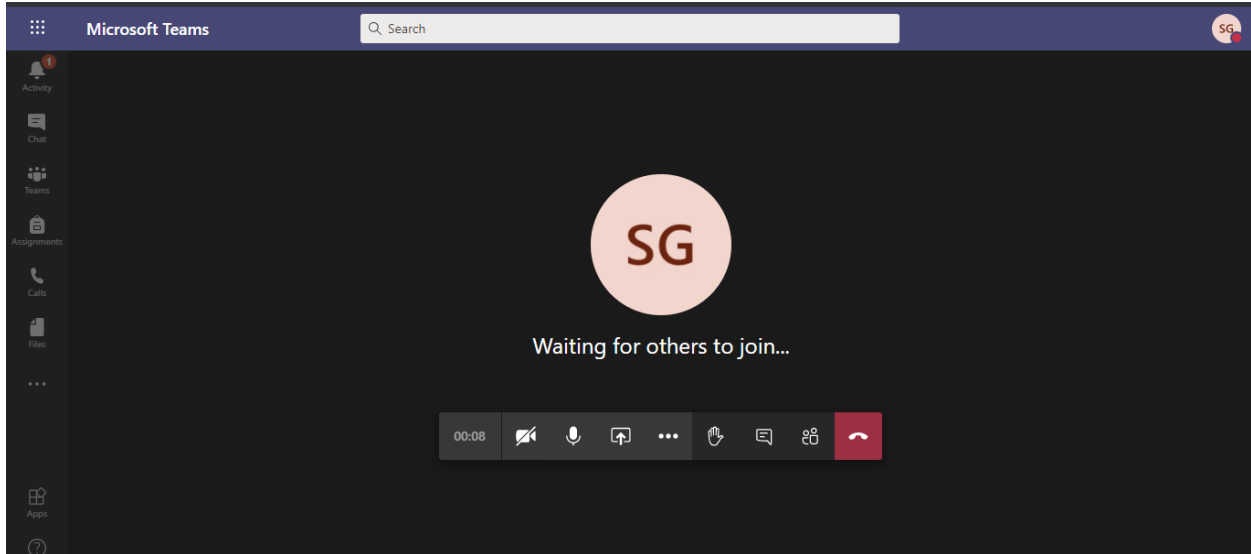 Microsoft Teams
Search
SG
1
Activity
Chat
Teams
Assignments
Calls
Files
Apps
SG
Waiting for others to join...
00:08